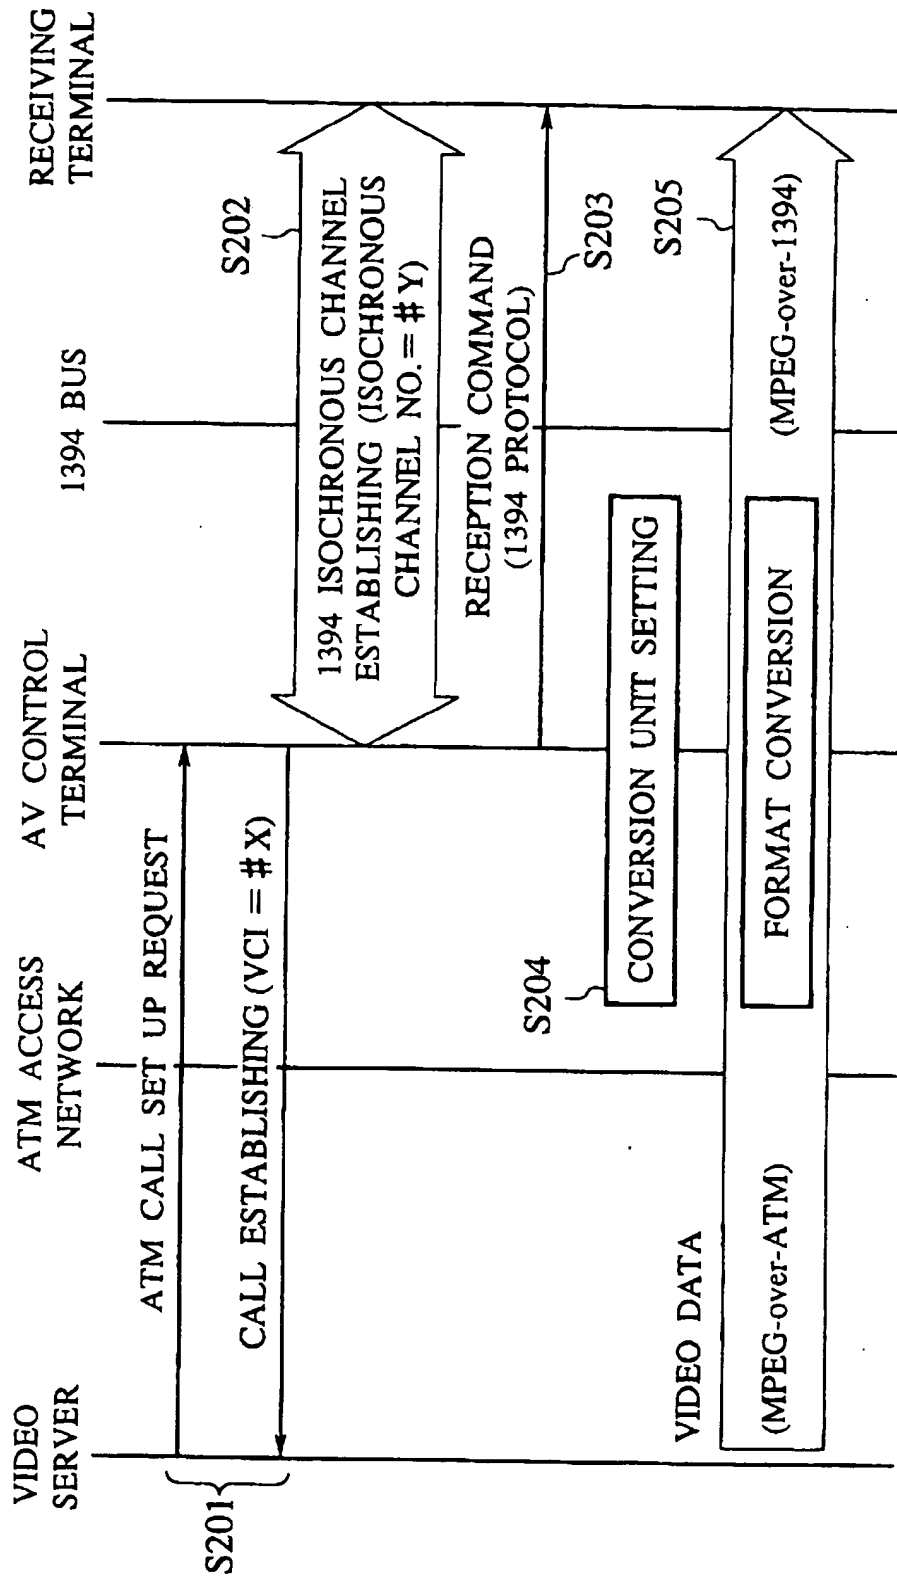 VIDEO
SERVER
ATM ACCESS
NETWORK
AV CONTROL
TERMINAL
1394 BUS
RECEIVING
TERMINAL
S201
ATM CALL SET UP REQUEST
CALL ESTABLISHING (VCI = #X)
S202
1394 ISOCHRONOUS CHANNEL
ESTABLISHING (ISOCHRONOUS
CHANNEL NO. = #Y)
RECEPTION COMMAND
(1394 PROTOCOL)
S203
S204
CONVERSION UNIT SETTING
S205
VIDEO DATA
(MPEG-over-ATM)
FORMAT CONVERSION
(MPEG-over-1394)